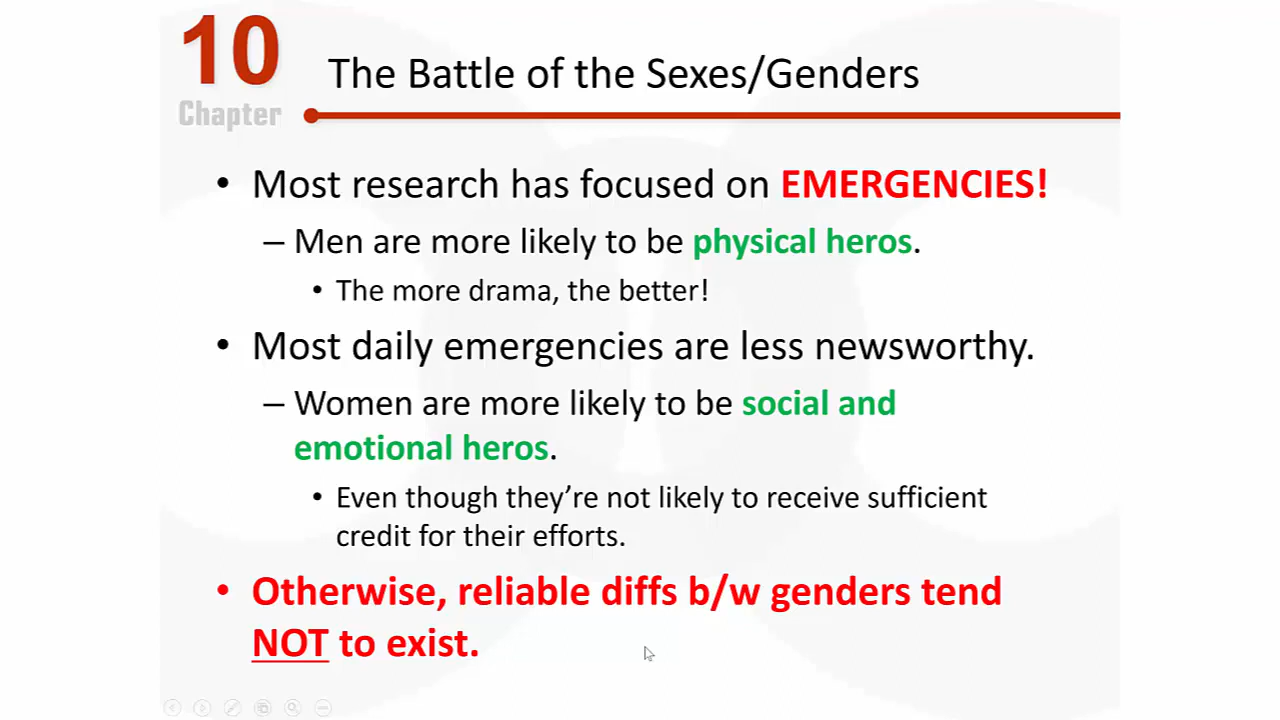 10
Chapter
The Battle of the Sexes/Genders
• Most research has focused on EMERGENCIES!
– Men are more likely to be physical heros.
• The more drama, the better!
• Most daily emergencies are less newsworthy.
– Women are more likely to be social and
emotional heros.
• Even though they're not likely to receive sufficient
credit for their efforts.
• Otherwise, reliable diffs b/w genders tend
NOT to exist.